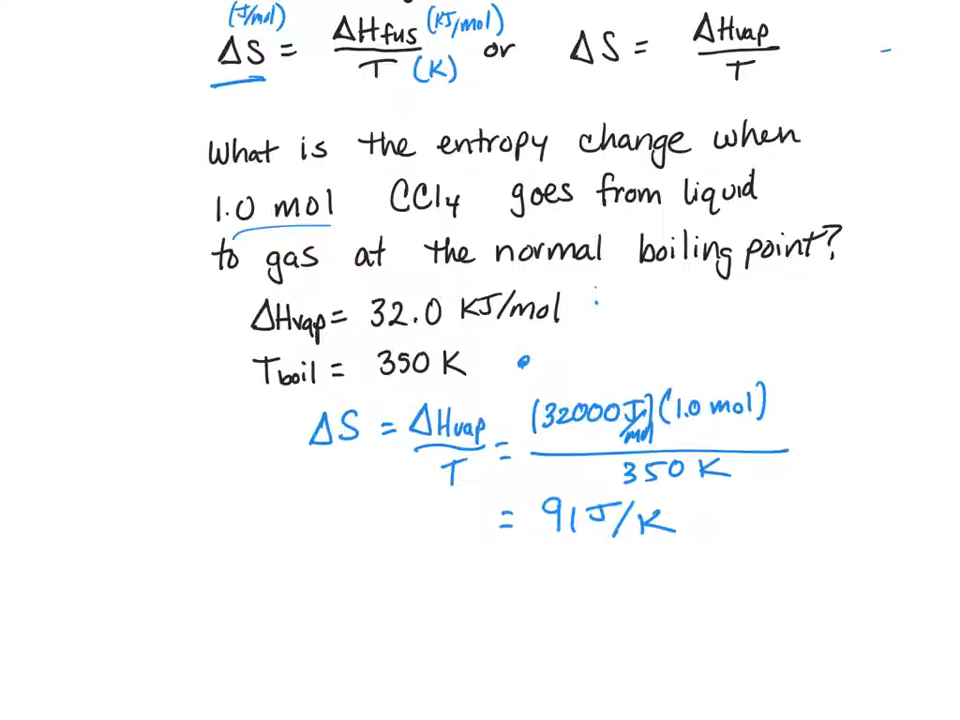 (J/mol)
ΔS = ΔHfus (KJ/mol) / T (K) or ΔS = ΔHvap / T
What is the entropy change when
1.0 mol CCl4 goes from liquid
to gas at the normal boiling point?
ΔHvap = 32.0 KJ/mol
Tboil = 350 K
ΔS = ΔHvap / T = (32000 J/mol)(1.0 mol) / 350 K
= 91 J/K